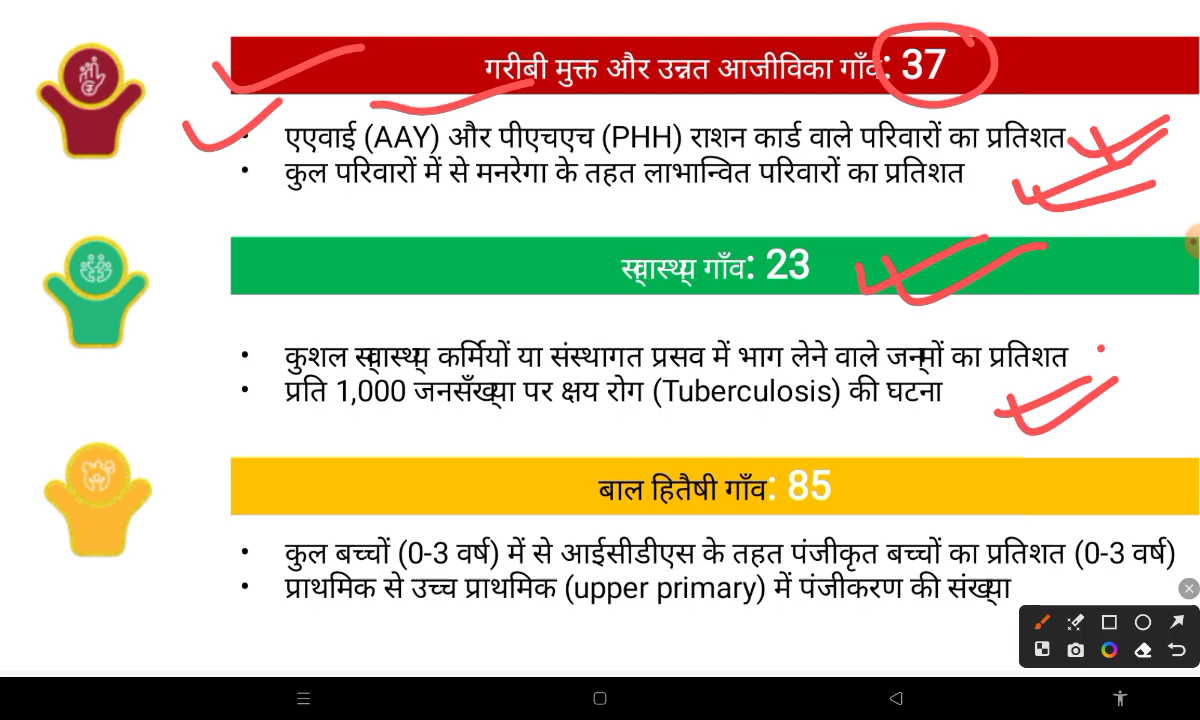 गरीबी मुक्त और उन्नत आजीविका गाँव: 37
• एएवाई (AAY) और पीएचएच (PHH) राशन कार्ड वाले परिवारों का प्रतिशत
• कुल परिवारों में से मनरेगा के तहत लाभान्वित परिवारों का प्रतिशत
स्वास्थ्य गाँव: 23
• कुशल स्वास्थ्य कर्मियों या संस्थागत प्रसव में भाग लेने वाले जन्मों का प्रतिशत
• प्रति 1,000 जनसँख्या पर क्षय रोग (Tuberculosis) की घटना
बाल हितैषी गाँव: 85
• कुल बच्चों (0-3 वर्ष) में से आईसीडीएस के तहत पंजीकृत बच्चों का प्रतिशत (0-3 वर्ष)
• प्राथमिक से उच्च प्राथमिक (upper primary) में पंजीकरण की संख्या